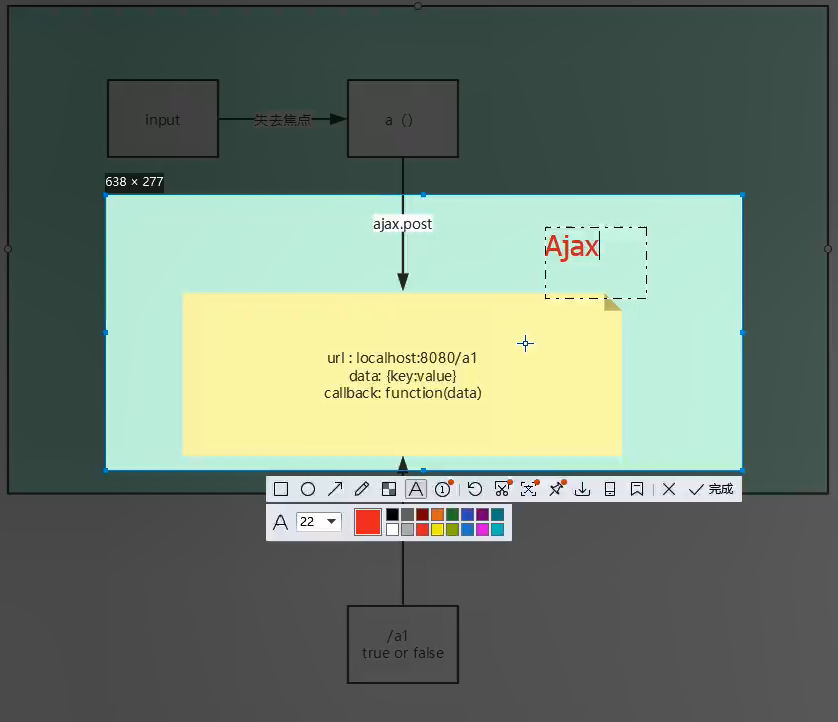 input
失去焦点
a（）
638 × 277
ajax.post
Ajax
url : localhost:8080/a1
data: {key:value}
callback: function(data)
完成
22
/a1
true or false